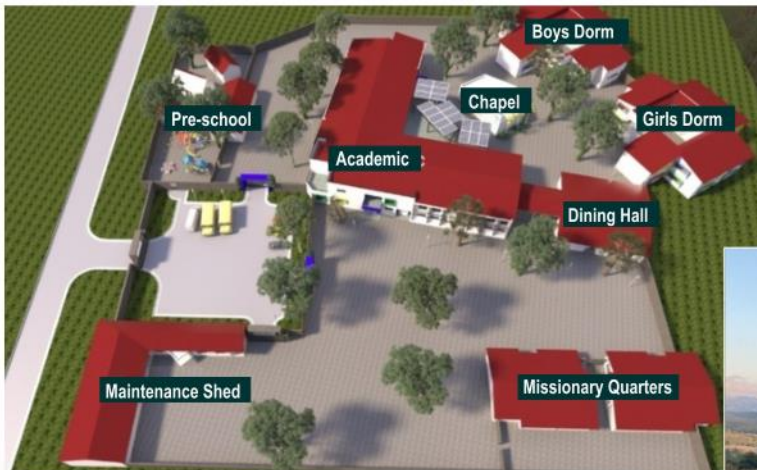 Boys Dorm
Chapel
Pre-school
Girls Dorm
Academic
Dining Hall
Maintenance Shed
Missionary Quarters